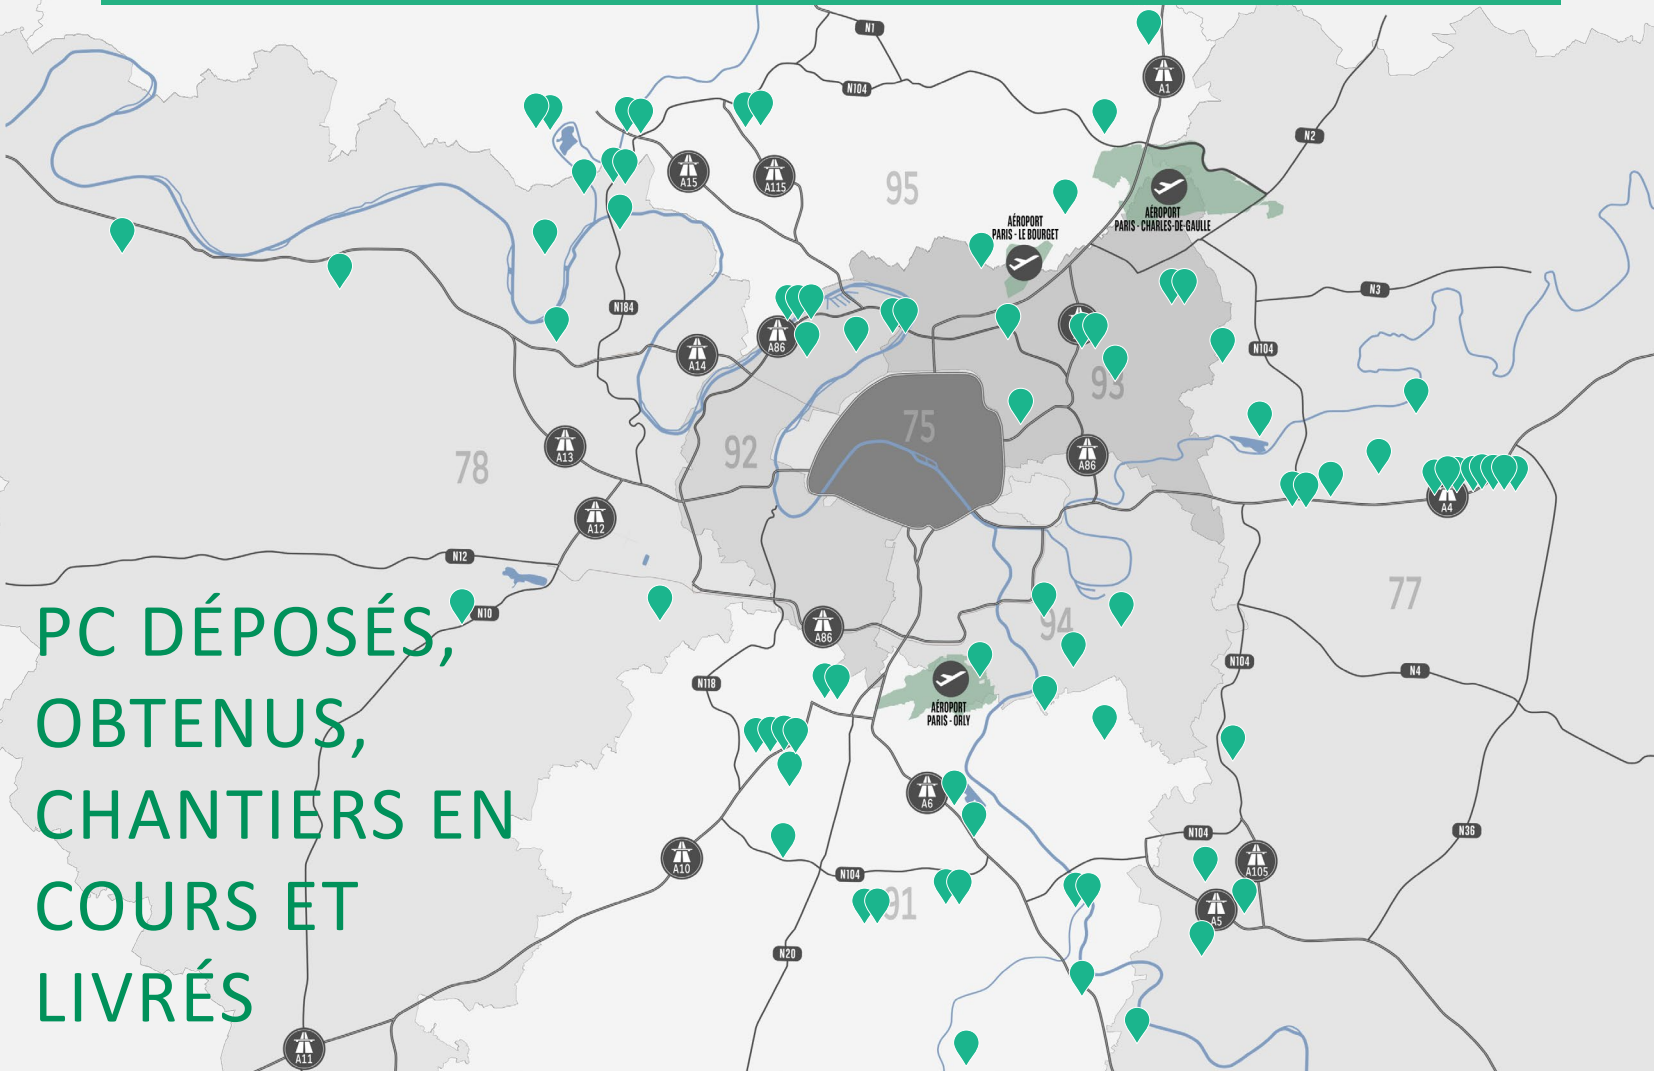 N1
A1
N104
N2
A15
A115
95
AÉROPORT
PARIS - CHARLES-DE-GAULLE
AÉROPORT
PARIS - LE BOURGET
N3
N184
A86
A14
N104
93
75
92
78
A13
A86
A4
A12
N12
N10
77
94
A86
N104
N4
N118
AÉROPORT
PARIS - ORLY
A6
N104
N36
A10
A105
N104
91
A5
N20
A11
PC DÉPOSÉS,
OBTENUS,
CHANTIERS EN
COURS ET
LIVRÉS